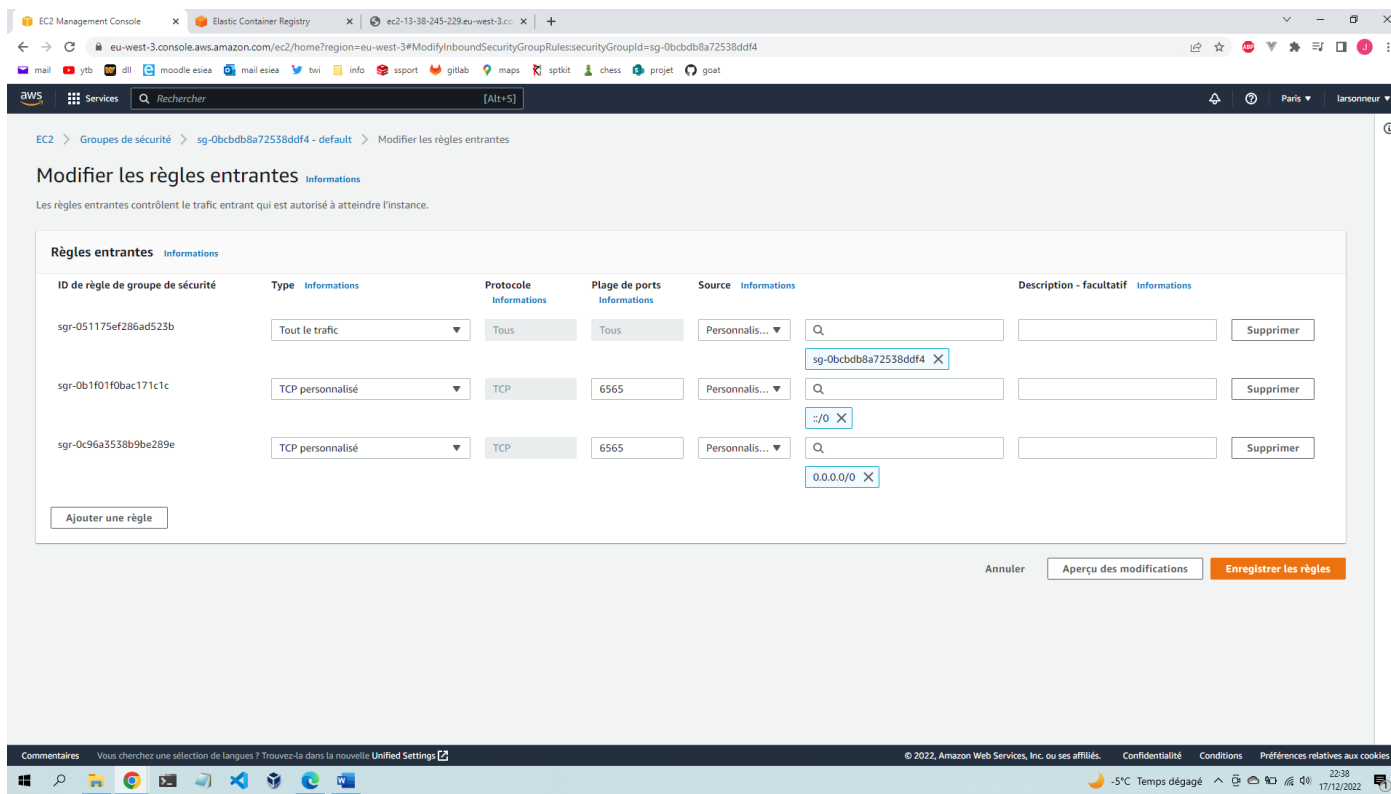 EC2 Management Console
Elastic Container Registry
ec2-13-38-245-229.eu-west-3.co
eu-west-3.console.aws.amazon.com/ec2/home?region=eu-west-3#ModifyInboundSecurityGroupRules:securityGroupId=sg-0bcbdb8a72538ddf4
ABP
J
mail ytb dll moodle esiea mail esiea twi info ssport gitlab maps sptkit chess projet goat
aws Services Rechercher [Alt+S] Paris larsonneur
EC2 > Groupes de sécurité > sg-0bcbdb8a72538ddf4 - default > Modifier les règles entrantes
Modifier les règles entrantes Informations
Les règles entrantes contrôlent le trafic entrant qui est autorisé à atteindre l'instance.
Règles entrantes Informations
ID de règle de groupe de sécurité Type Informations Protocole Informations Plage de ports Informations Source Informations Description - facultatif Informations
sgr-051175ef286ad523b Tout le trafic Tous Tous Personnalis... Supprimer
sg-0bcbdb8a72538ddf4
sgr-0b1f01f0bac171c1c TCP personnalisé TCP 6565 Personnalis... Supprimer
::/0
sgr-0c96a3538b9be289e TCP personnalisé TCP 6565 Personnalis... Supprimer
0.0.0.0/0
Ajouter une règle
Annuler Aperçu des modifications Enregistrer les règles
Commentaires Vous cherchez une sélection de langues ? Trouvez-la dans la nouvelle Unified Settings © 2022, Amazon Web Services, Inc. ou ses affiliés. Confidentialité Conditions Préférences relatives aux cookies
-5°C Temps dégagé 22:38
17/12/2022